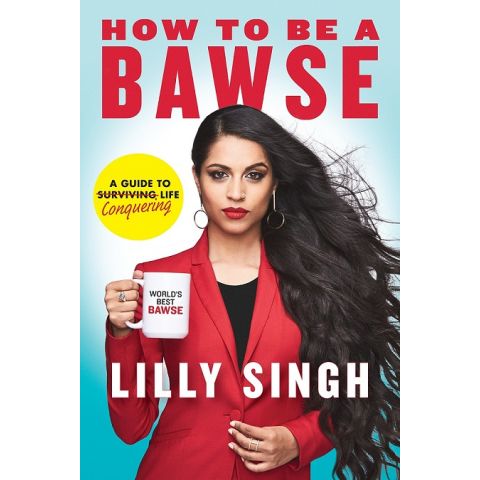 HOW TO BE A
BAWSE
A GUIDE TO
SURVIVING LIFE
Conquering
WORLD'S
BEST
BAWSE
LILLY SINGH